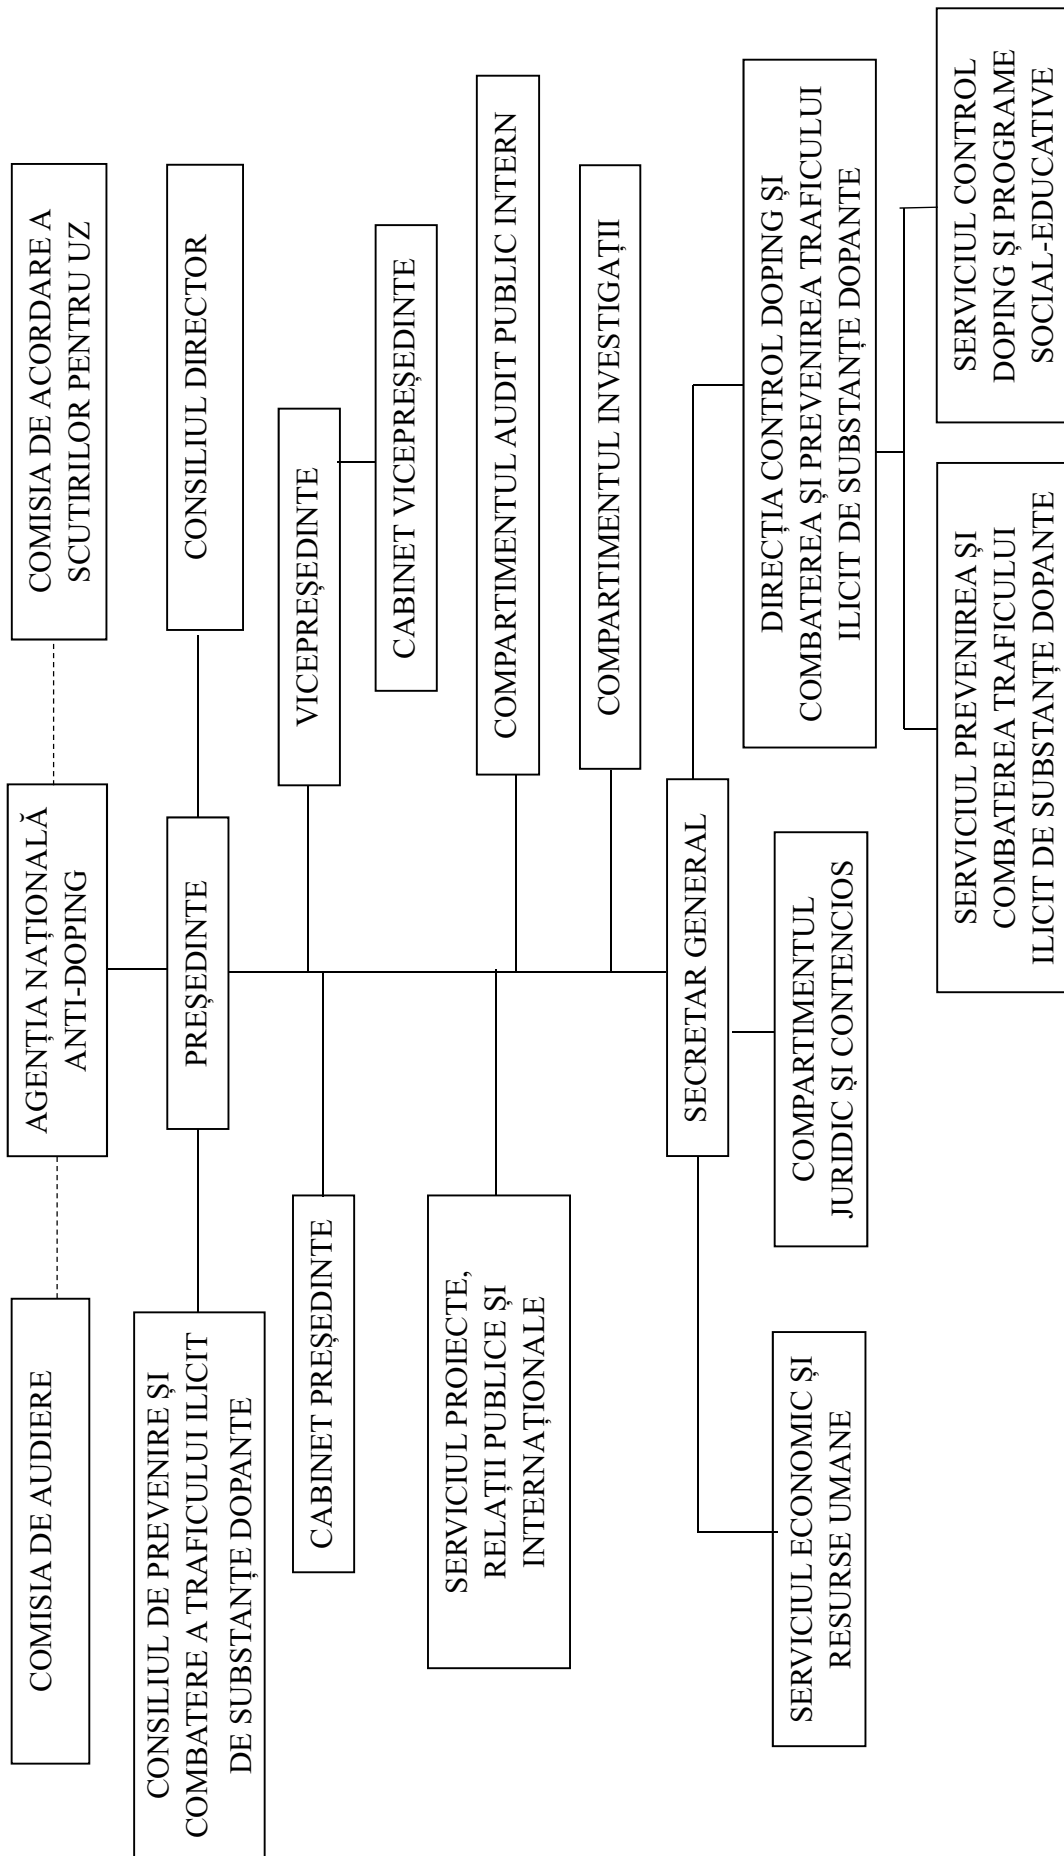 COMISIA DE AUDIERE
AGENȚIA NAȚIONALĂ
ANTI-DOPING
COMISIA DE ACORDARE A
SCUTIRILOR PENTRU UZ
CONSILIUL DE PREVENIRE ȘI
COMBATERE A TRAFICULUI ILICIT
DE SUBSTANȚE DOPANTE
PREȘEDINTE
CONSILIUL DIRECTOR
CABINET PREȘEDINTE
VICEPREȘEDINTE
CABINET VICEPREȘEDINTE
SERVICIUL PROIECTE,
RELAȚII PUBLICE ȘI
INTERNAȚIONALE
COMPARTIMENTUL AUDIT PUBLIC INTERN
COMPARTIMENTUL INVESTIGAȚII
SECRETAR GENERAL
SERVICIUL ECONOMIC ȘI
RESURSE UMANE
COMPARTIMENTUL
JURIDIC ȘI CONTENCIOS
DIRECȚIA CONTROL DOPING ȘI
COMBATEREA ȘI PREVENIREA TRAFICULUI
ILICIT DE SUBSTANȚE DOPANTE
SERVICIUL PREVENIREA ȘI
COMBATEREA TRAFICULUI
ILICIT DE SUBSTANȚE DOPANTE
SERVICIUL CONTROL
DOPING ȘI PROGRAME
SOCIAL-EDUCATIVE